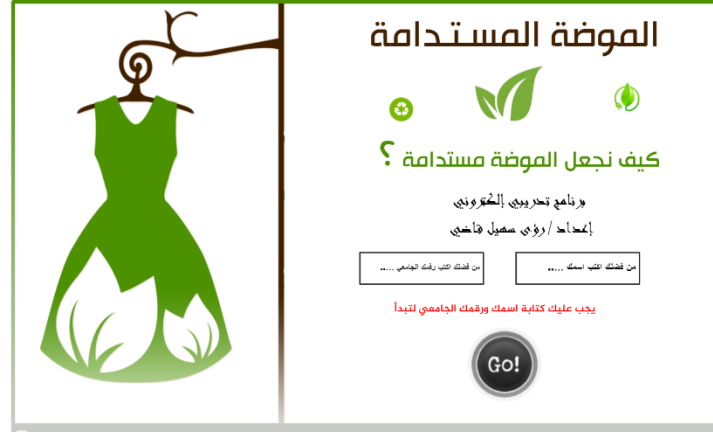 الموضة المستدامة
كيف نجعل الموضة مستدامة ؟
برنامج تدريبي إلكتروني
إعداد / رؤى سهيل قاضي
من فضلك اكتب اسمك .....
من فضلك اكتب رقمك الجامعي .....
يجب عليك كتابة اسمك ورقمك الجامعي لتبدأ
Go!